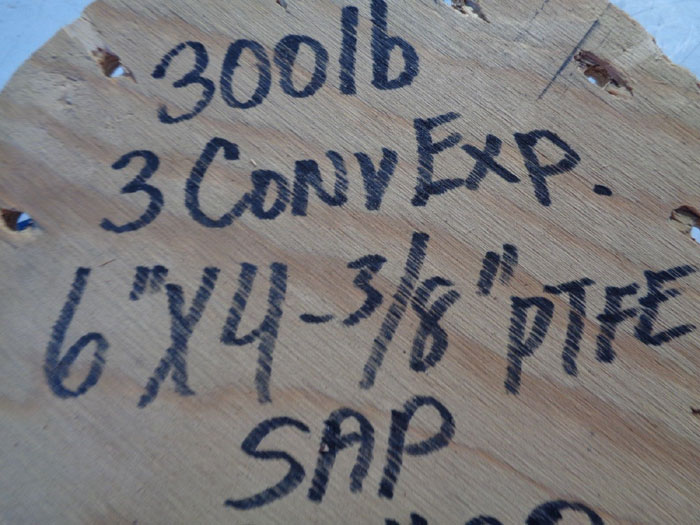 300lb
3 CONV EXP.
6"X4-3/8" PTFE
SAP